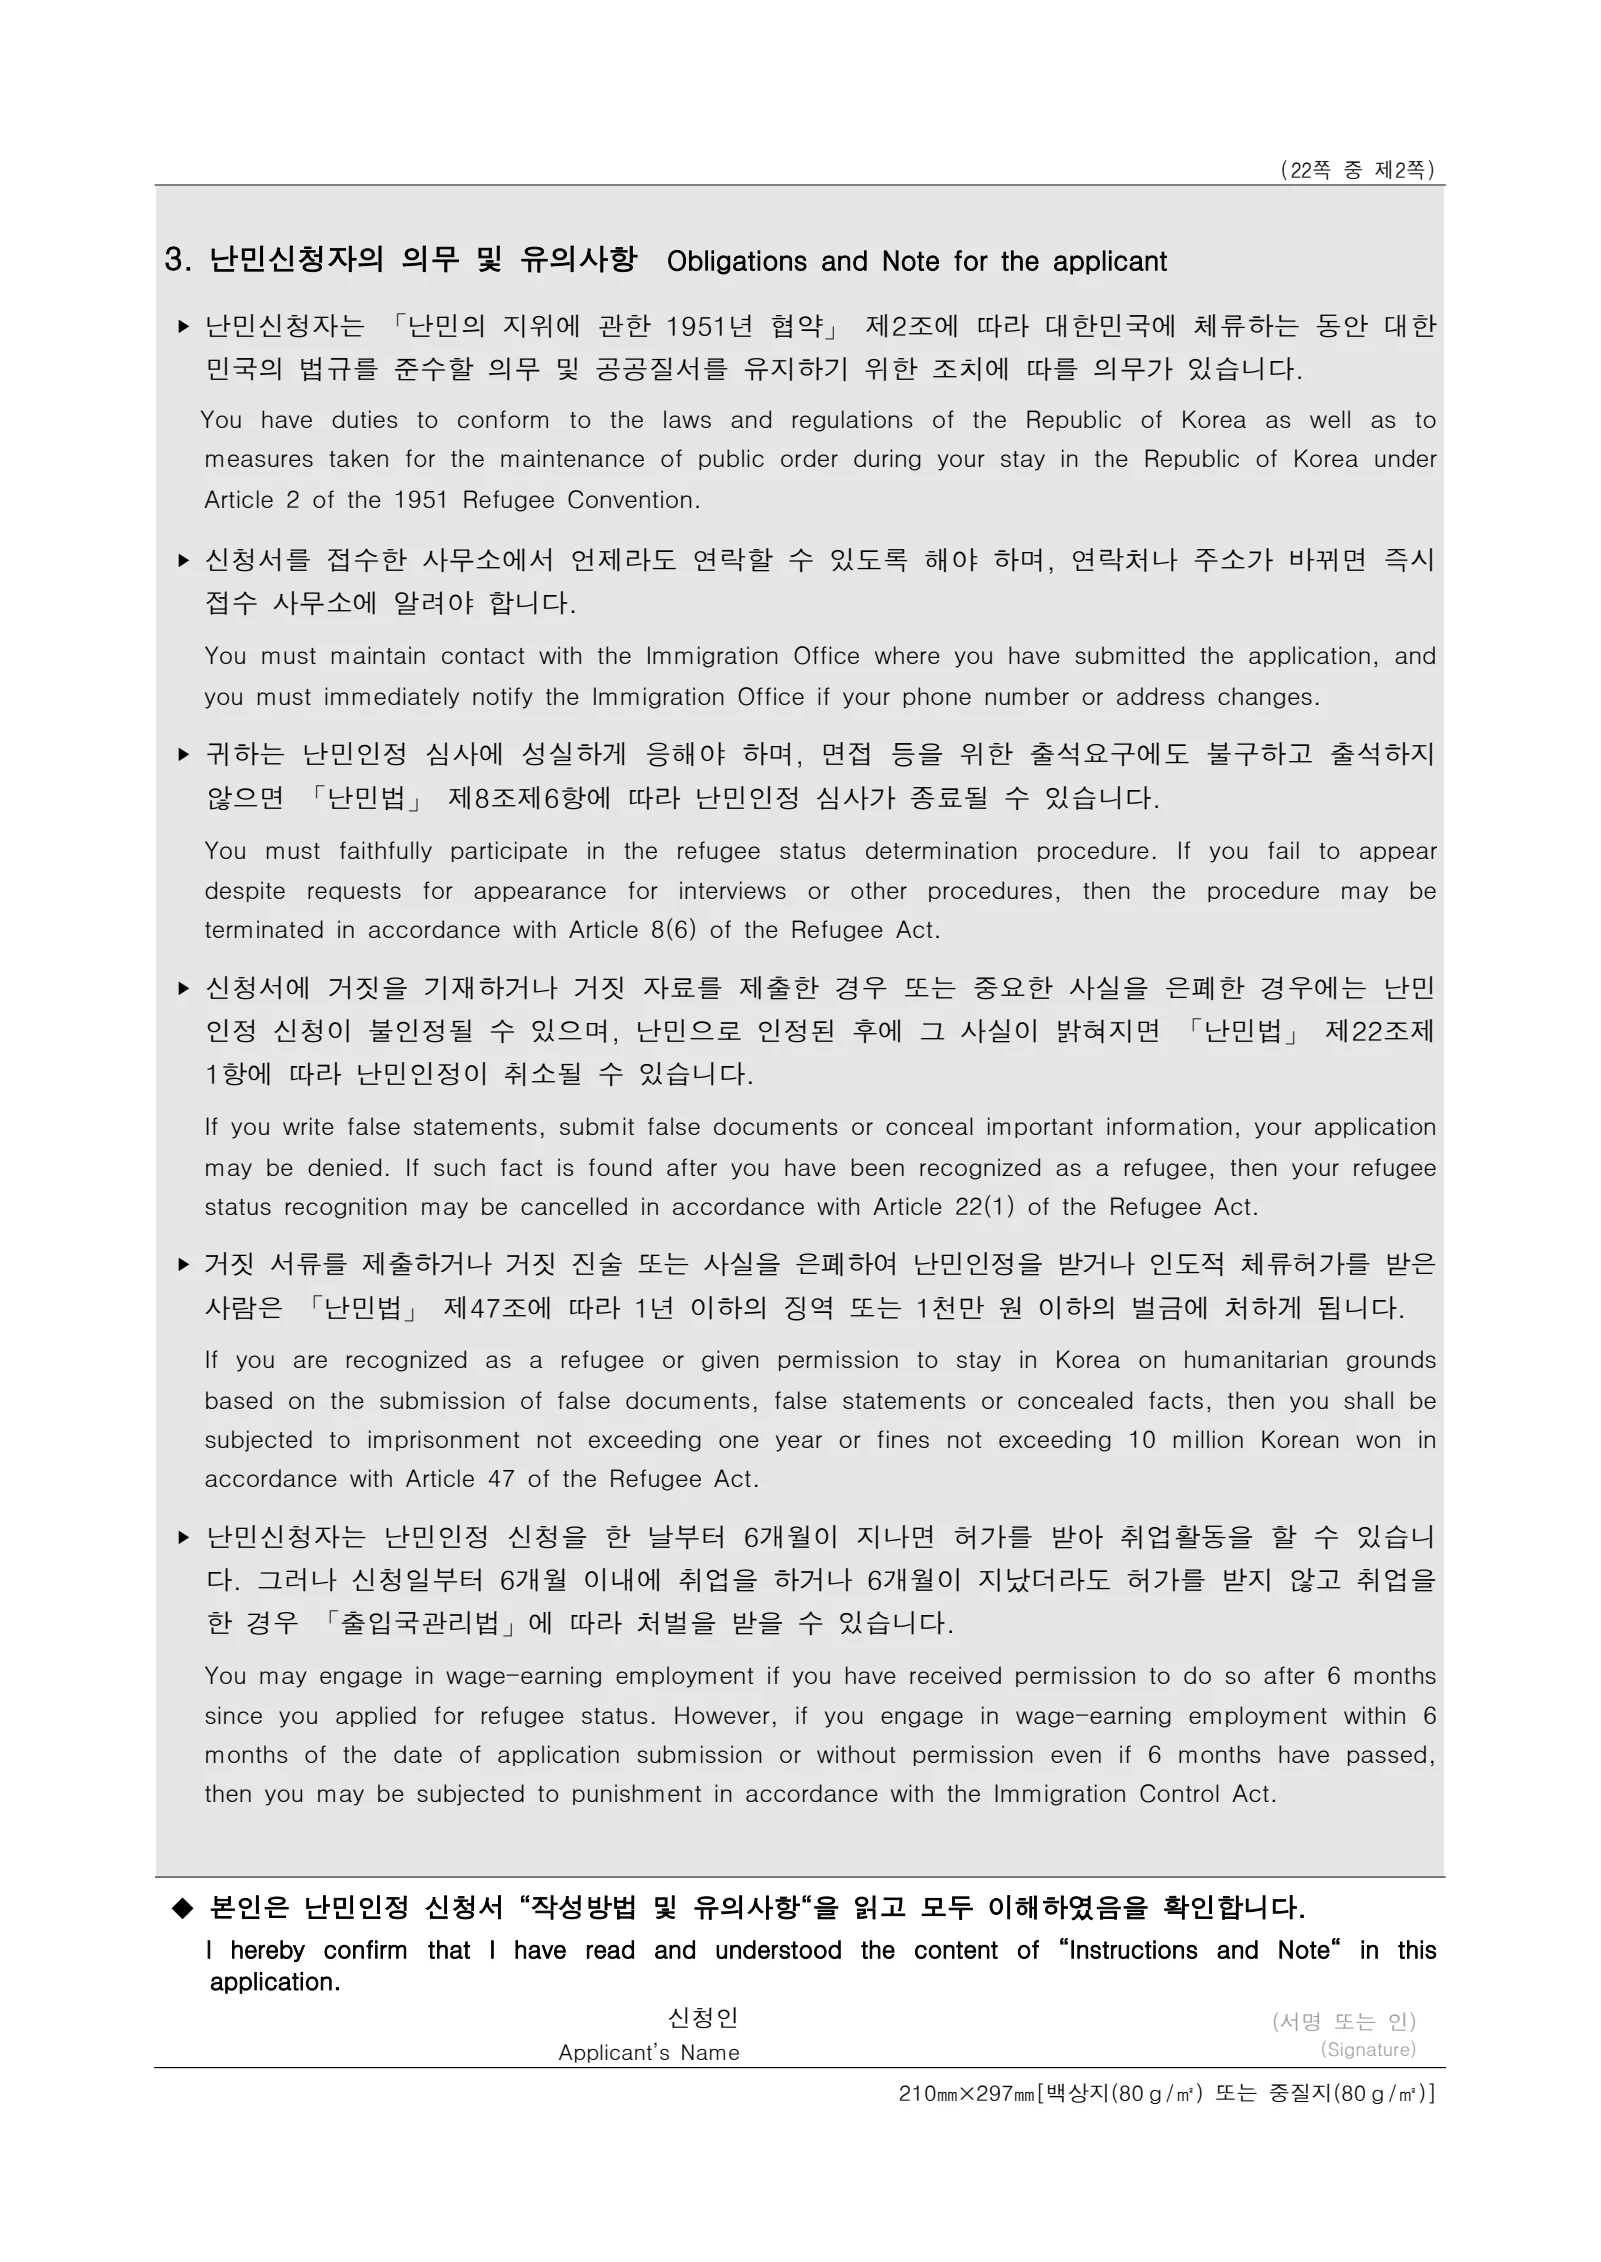 (22쪽 중 제2쪽)
3. 난민신청자의 의무 및 유의사항 Obligations and Note for the applicant
▶ 난민신청자는 「난민의 지위에 관한 1951년 협약」 제2조에 따라 대한민국에 체류하는 동안 대한
민국의 법규를 준수할 의무 및 공공질서를 유지하기 위한 조치에 따를 의무가 있습니다.
You have duties to conform to the laws and regulations of the Republic of Korea as well as to
measures taken for the maintenance of public order during your stay in the Republic of Korea under
Article 2 of the 1951 Refugee Convention.
▶ 신청서를 접수한 사무소에서 언제라도 연락할 수 있도록 해야 하며, 연락처나 주소가 바뀌면 즉시
접수 사무소에 알려야 합니다.
You must maintain contact with the Immigration Office where you have submitted the application, and
you must immediately notify the Immigration Office if your phone number or address changes.
▶ 귀하는 난민인정 심사에 성실하게 응해야 하며, 면접 등을 위한 출석요구에도 불구하고 출석하지
않으면 「난민법」 제8조제6항에 따라 난민인정 심사가 종료될 수 있습니다.
You must faithfully participate in the refugee status determination procedure. If you fail to appear
despite requests for appearance for interviews or other procedures, then the procedure may be
terminated in accordance with Article 8(6) of the Refugee Act.
▶ 신청서에 거짓을 기재하거나 거짓 자료를 제출한 경우 또는 중요한 사실을 은폐한 경우에는 난민
인정 신청이 불인정될 수 있으며, 난민으로 인정된 후에 그 사실이 밝혀지면 「난민법」 제22조제
1항에 따라 난민인정이 취소될 수 있습니다.
If you write false statements, submit false documents or conceal important information, your application
may be denied. If such fact is found after you have been recognized as a refugee, then your refugee
status recognition may be cancelled in accordance with Article 22(1) of the Refugee Act.
▶ 거짓 서류를 제출하거나 거짓 진술 또는 사실을 은폐하여 난민인정을 받거나 인도적 체류허가를 받은
사람은 「난민법」 제47조에 따라 1년 이하의 징역 또는 1천만 원 이하의 벌금에 처하게 됩니다.
If you are recognized as a refugee or given permission to stay in Korea on humanitarian grounds
based on the submission of false documents, false statements or concealed facts, then you shall be
subjected to imprisonment not exceeding one year or fines not exceeding 10 million Korean won in
accordance with Article 47 of the Refugee Act.
▶ 난민신청자는 난민인정 신청을 한 날부터 6개월이 지나면 허가를 받아 취업활동을 할 수 있습니
다. 그러나 신청일부터 6개월 이내에 취업을 하거나 6개월이 지났더라도 허가를 받지 않고 취업을
한 경우 「출입국관리법」에 따라 처벌을 받을 수 있습니다.
You may engage in wage-earning employment if you have received permission to do so after 6 months
since you applied for refugee status. However, if you engage in wage-earning employment within 6
months of the date of application submission or without permission even if 6 months have passed,
then you may be subjected to punishment in accordance with the Immigration Control Act.
◆ 본인은 난민인정 신청서 “작성방법 및 유의사항“을 읽고 모두 이해하였음을 확인합니다.
I hereby confirm that I have read and understood the content of “Instructions and Note“ in this
application.
신청인 (서명 또는 인)
Applicant’s Name (Signature)
210㎜×297㎜[백상지(80ｇ/㎡) 또는 중질지(80ｇ/㎡)]